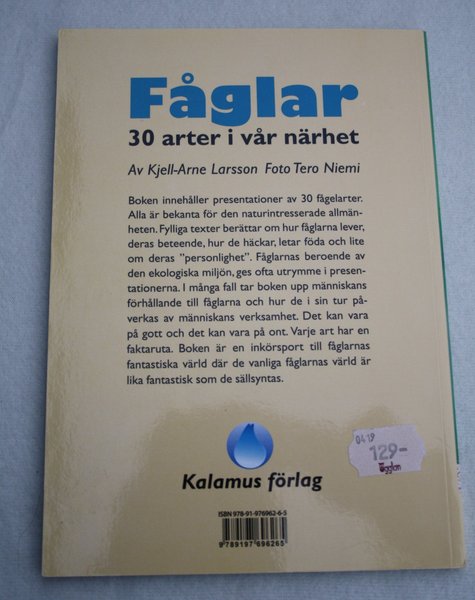 Fåglar
30 arter i vår närhet
Av Kjell-Arne Larsson Foto Tero Niemi
Boken innehåller presentationer av 30 fågelarter.
Alla är bekanta för den naturintresserade allmän-
heten. Fylliga texter berättar om hur fåglarna lever,
deras beteende, hur de häckar, letar föda och lite
om deras ”personlighet”. Fåglarnas beroende av
den ekologiska miljön, ges ofta utrymme i presen-
tationerna. I många fall tar boken upp människans
förhållande till fåglarna och hur de i sin tur på-
verkas av människans verksamhet. Det kan vara
på gott och det kan vara på ont. Varje art har en
faktaruta. Boken är en inkörsport till fåglarnas
fantastiska värld där de vanliga fåglarnas värld är
lika fantastisk som de sällsyntas.
0419
129-
Kalamus förlag
ISBN 978-91-976962-6-5
9 789197 696265